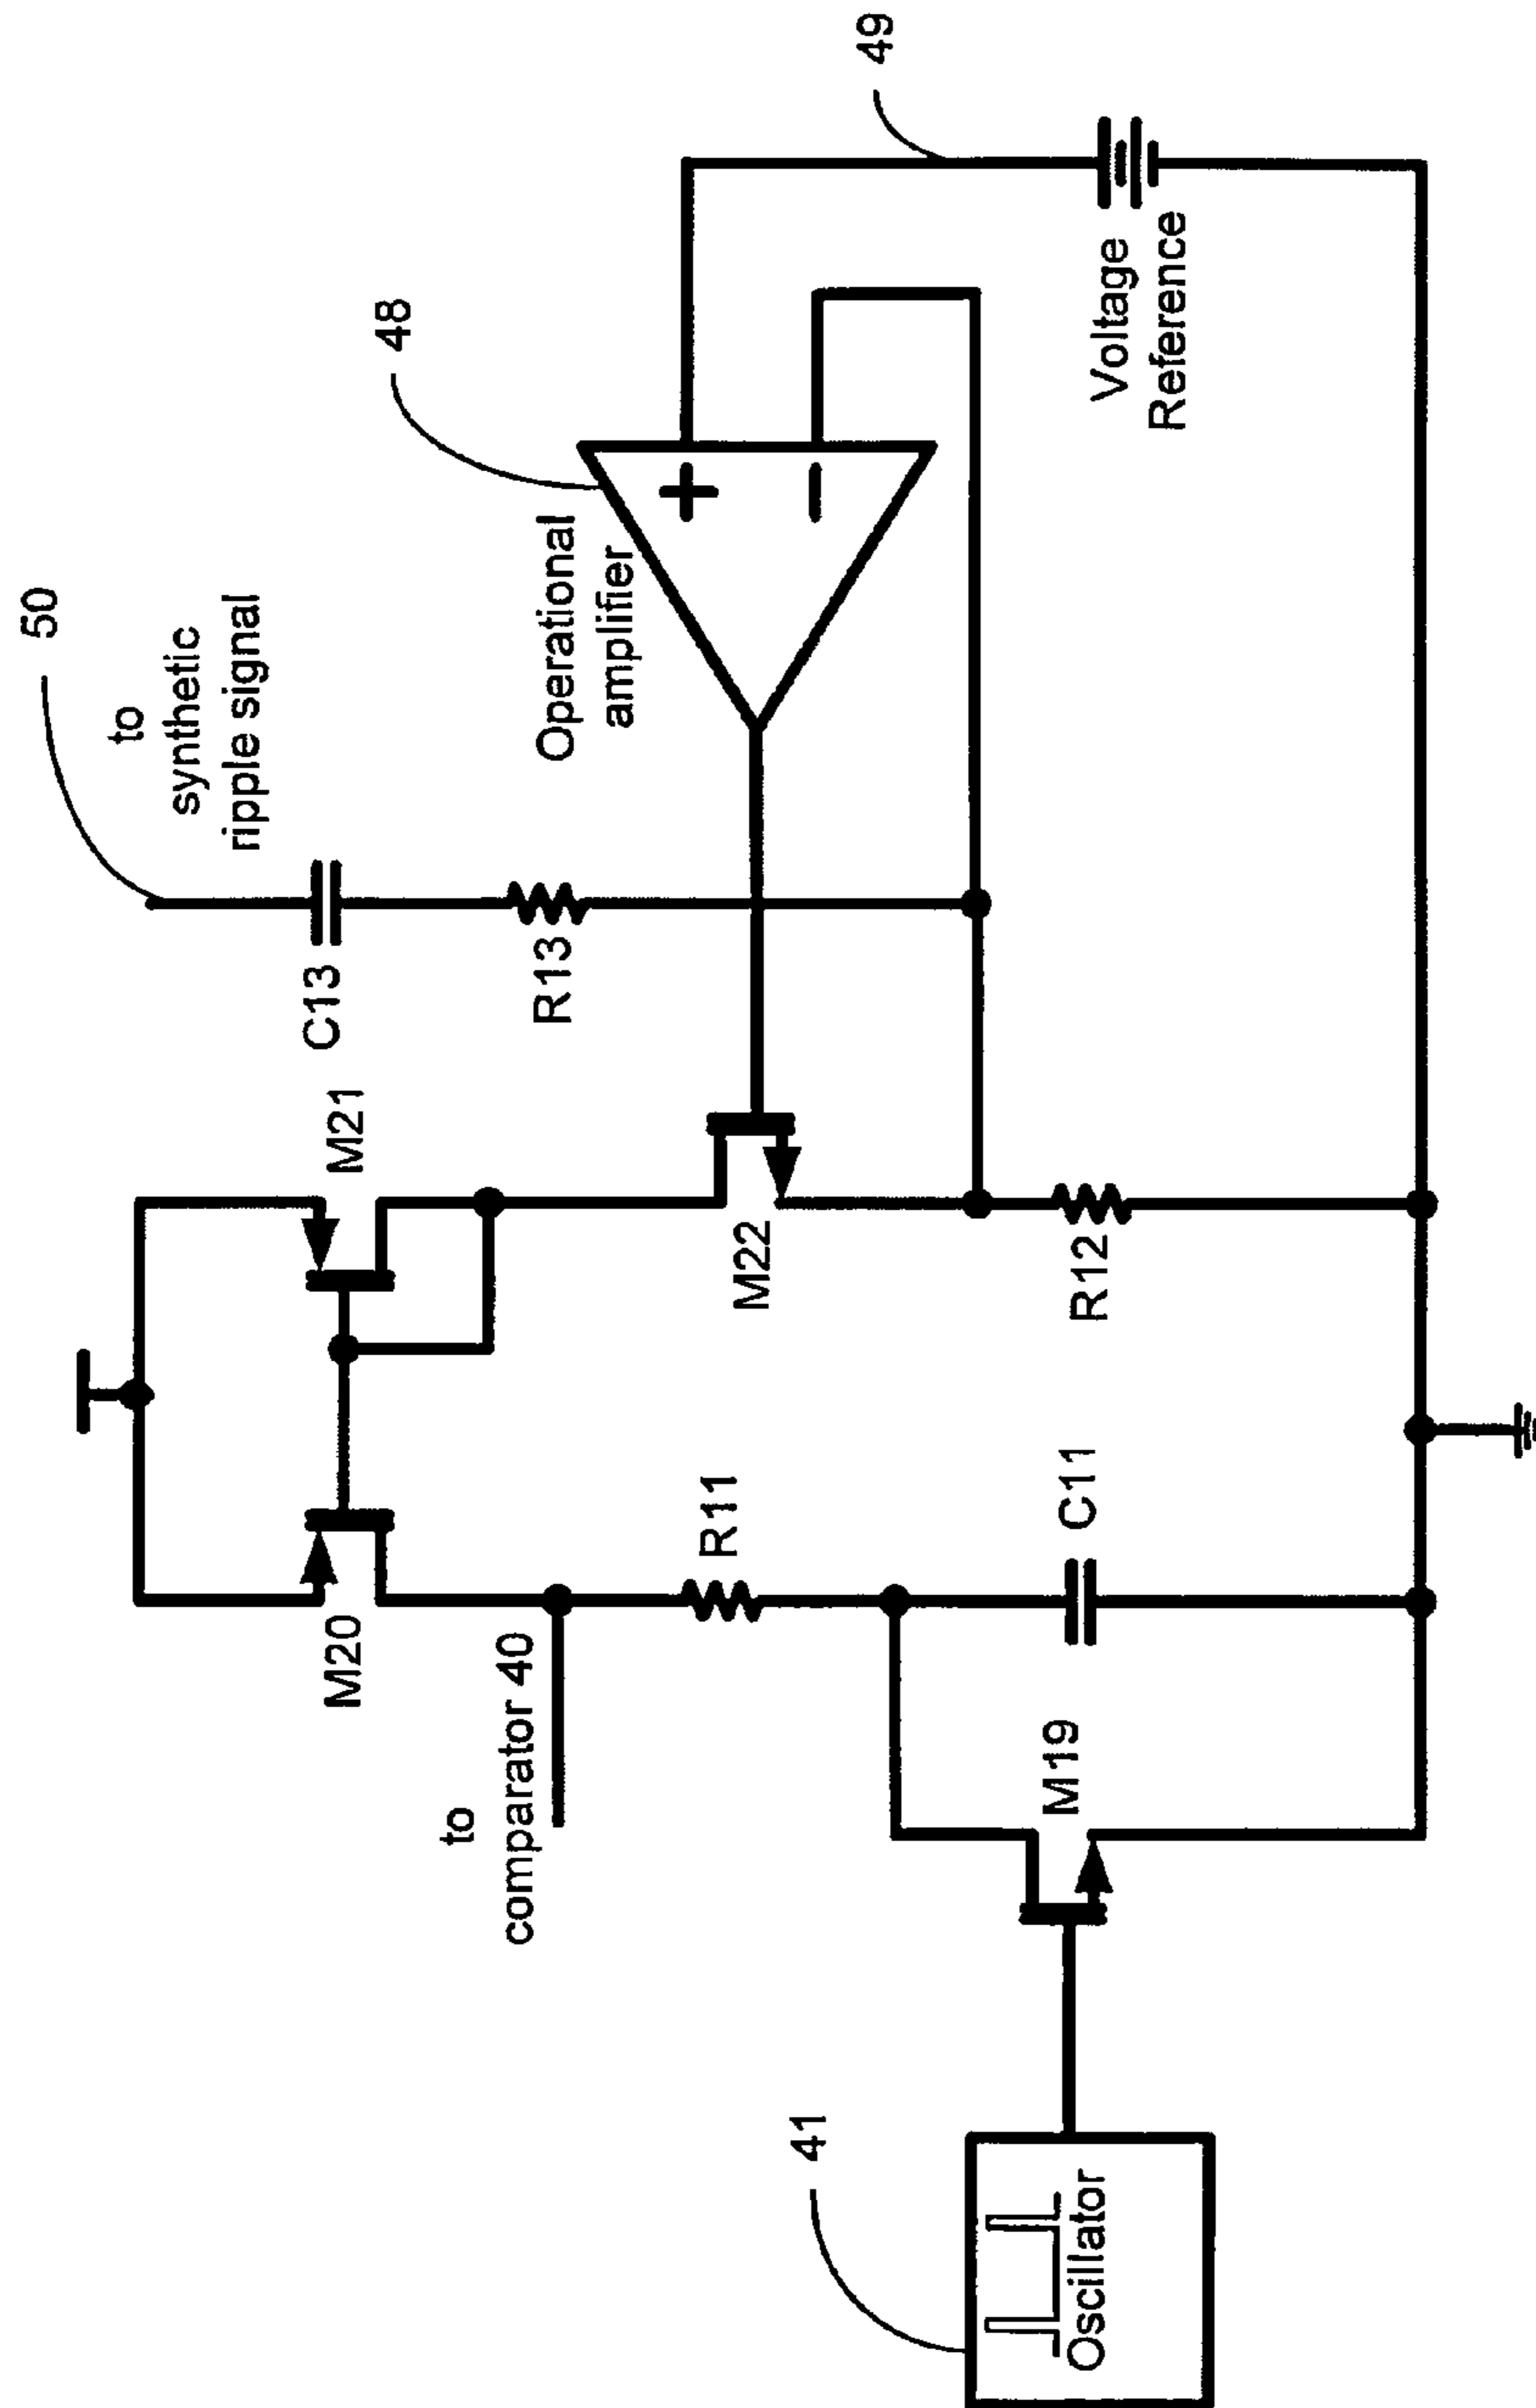 50
to
synthetic
ripple signal
49
48
C13
R13
Operational
amplifier
+
−
M21
M20
M22
to
comparator 40
R11
R12
C11
M19
Voltage
Reference
41
Oscillator